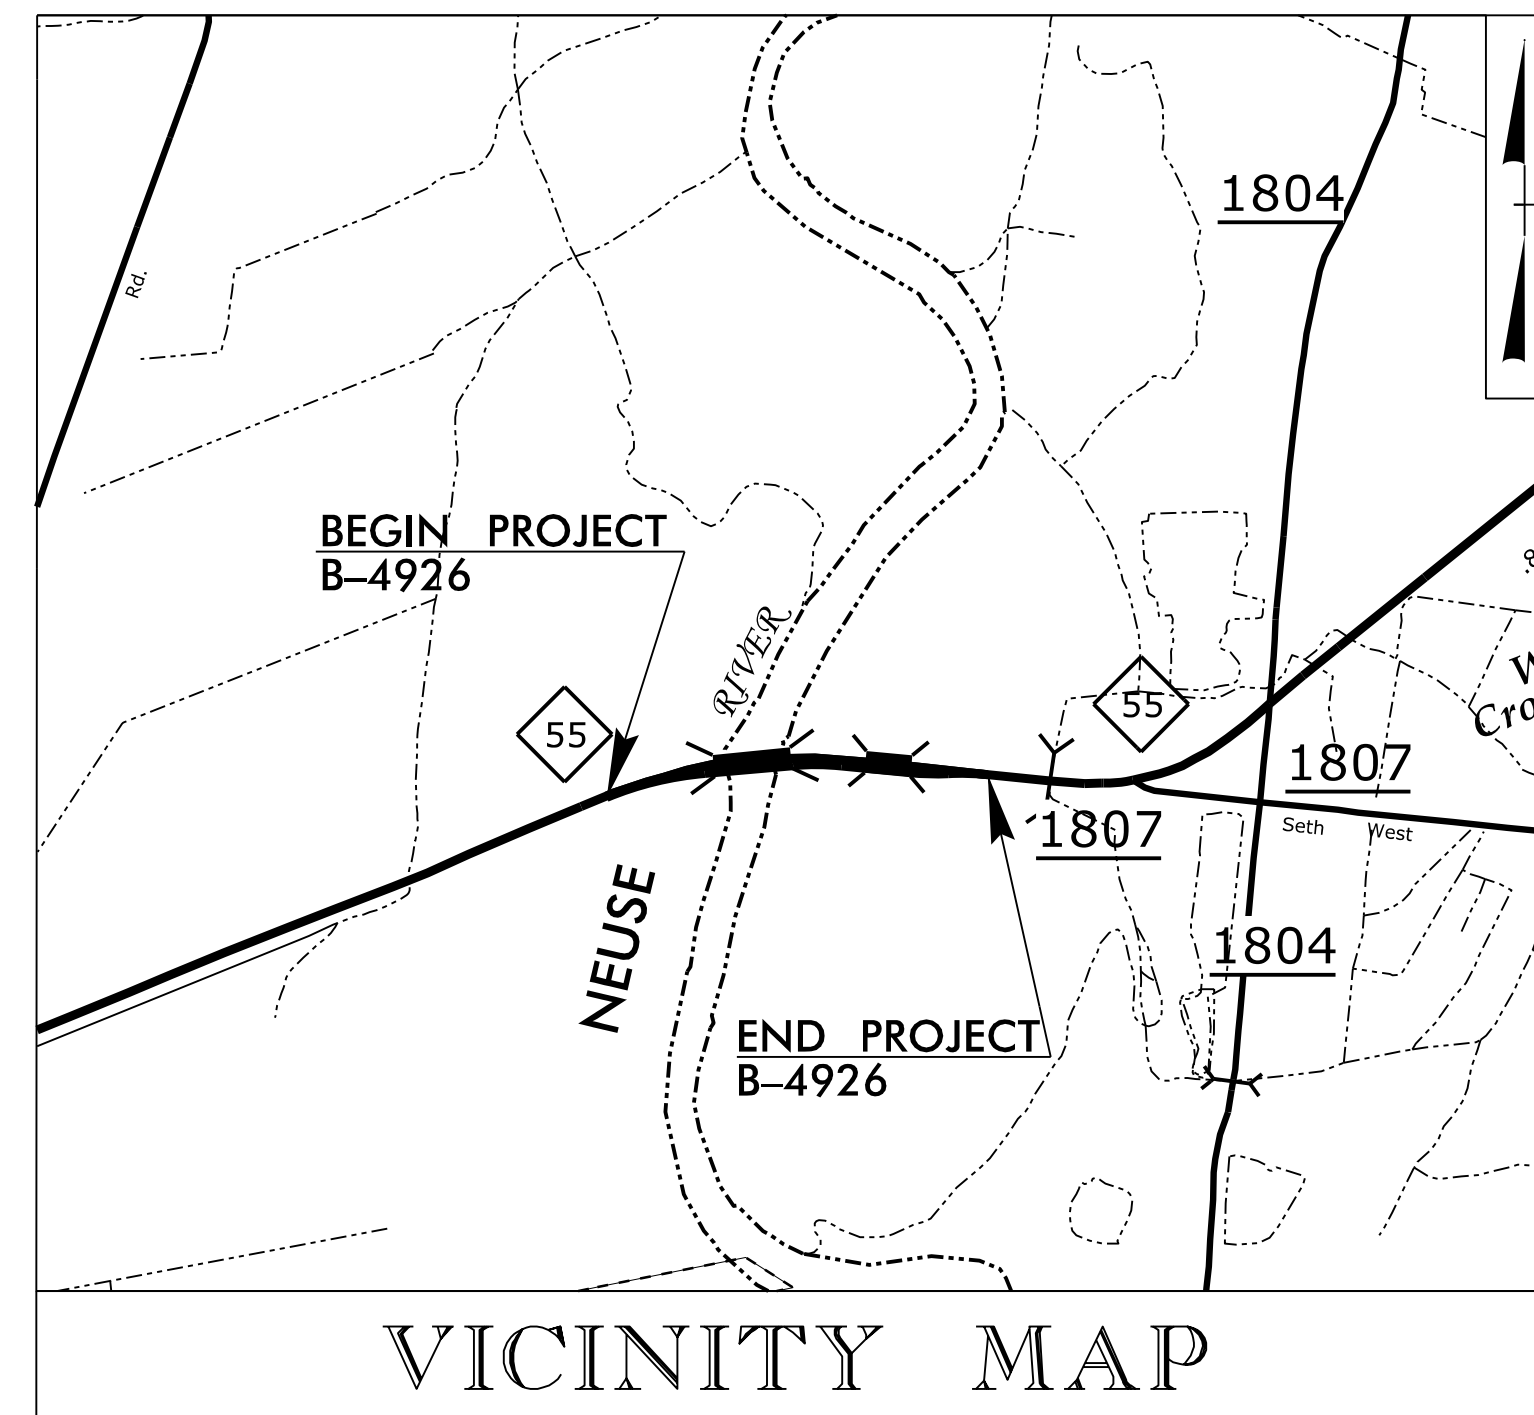 1804
Rd.
BEGIN PROJECT
B–4926
RIVER
55
55
1807
1807
Seth West
NEUSE
1804
END PROJECT
B–4926
VICINITY MAP